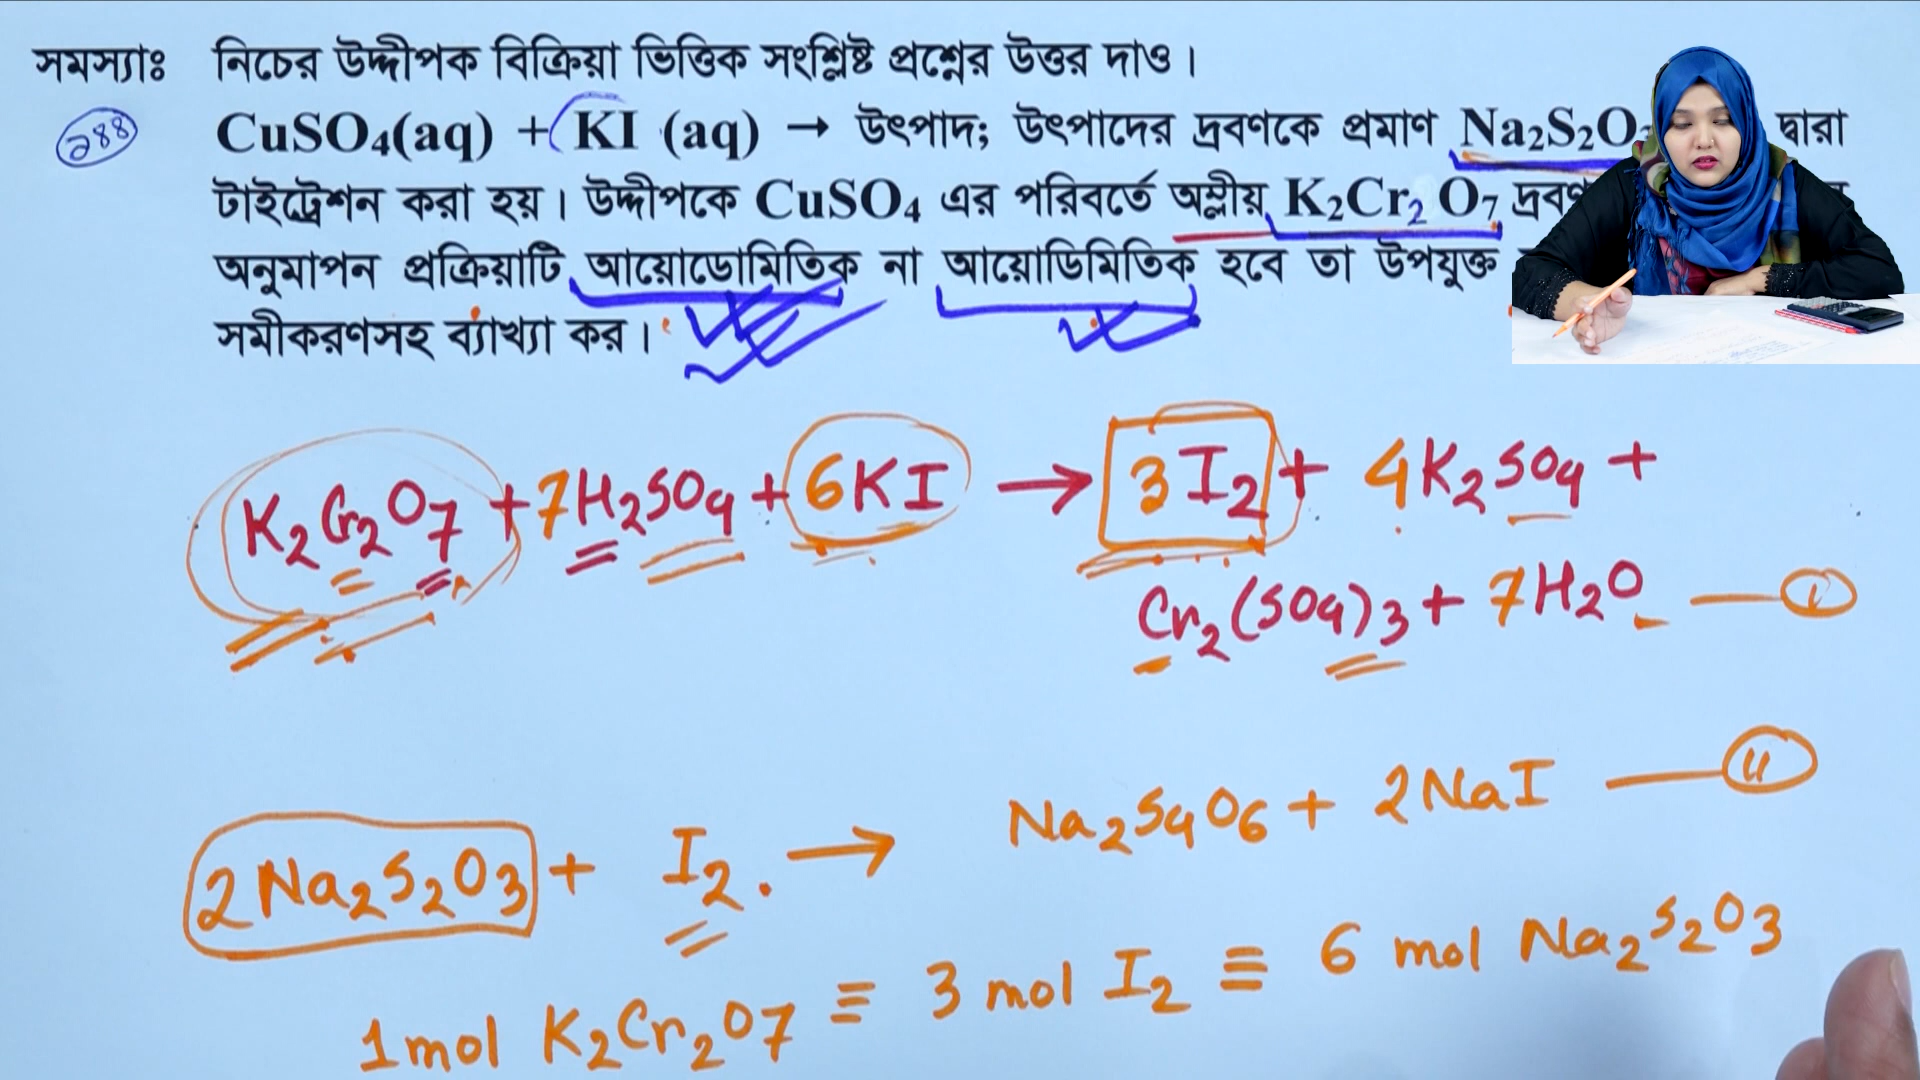 সমস্যাঃ নিচের উদ্দীপক বিক্রিয়া ভিত্তিক সংশ্লিষ্ট প্রশ্নের উত্তর দাও।
২৪৪
CuSO₄(aq) + KI (aq) → উৎপাদ; উৎপাদের দ্রবণকে প্রমাণ Na₂S₂O দ্বারা
টাইট্রেশন করা হয়। উদ্দীপকে CuSO₄ এর পরিবর্তে অম্লীয় K₂Cr₂O₇
অনুমাপন প্রক্রিয়াটি আয়োডোমিতিক না আয়োডিমিতিক হবে তা উপযুক্ত
সমীকরণসহ ব্যাখ্যা কর।
K₂Cr₂O₇ + 7H₂SO₄ + 6KI → 3I₂ + 4K₂SO₄ +
Cr₂(SO₄)₃ + 7H₂O — i
2Na₂S₂O₃ + I₂ → Na₂S₄O₆ + 2NaI — ii
1 mol K₂Cr₂O₇ ≡ 3 mol I₂ ≡ 6 mol Na₂S₂O₃